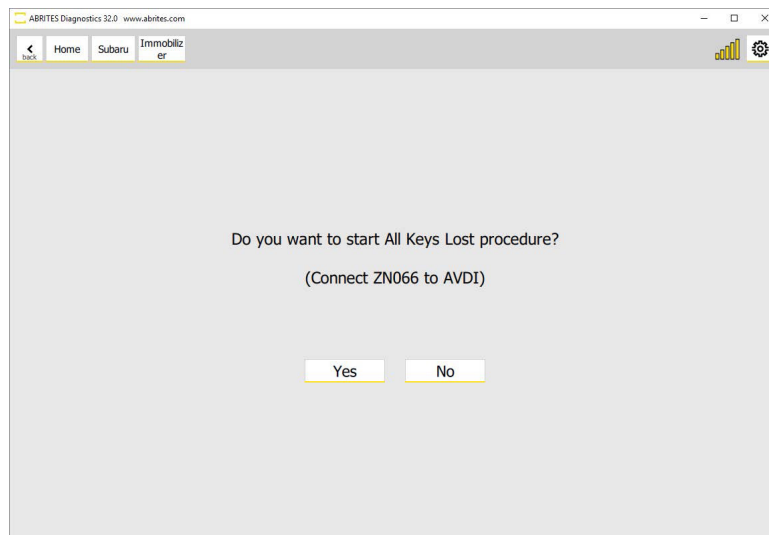 ABRITES Diagnostics 32.0 www.abrites.com
back
Home
Subaru
Immobiliz
er
Do you want to start All Keys Lost procedure?
(Connect ZN066 to AVDI)
Yes
No